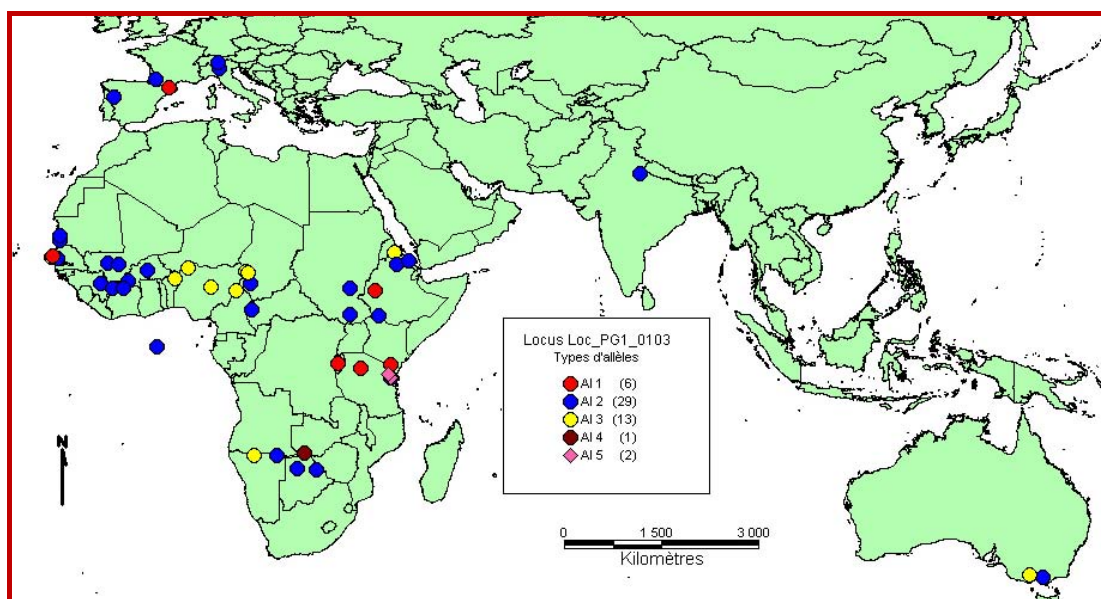 Locus Loc_PG1_0103
Types d'allèles
Al 1 (6)
Al 2 (29)
Al 3 (13)
Al 4 (1)
Al 5 (2)
N
0 1 500 3 000
Kilomètres